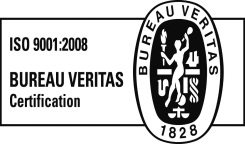 ISO 9001:2008
BUREAU VERITAS
Certification
BUREAU VERITAS
1828